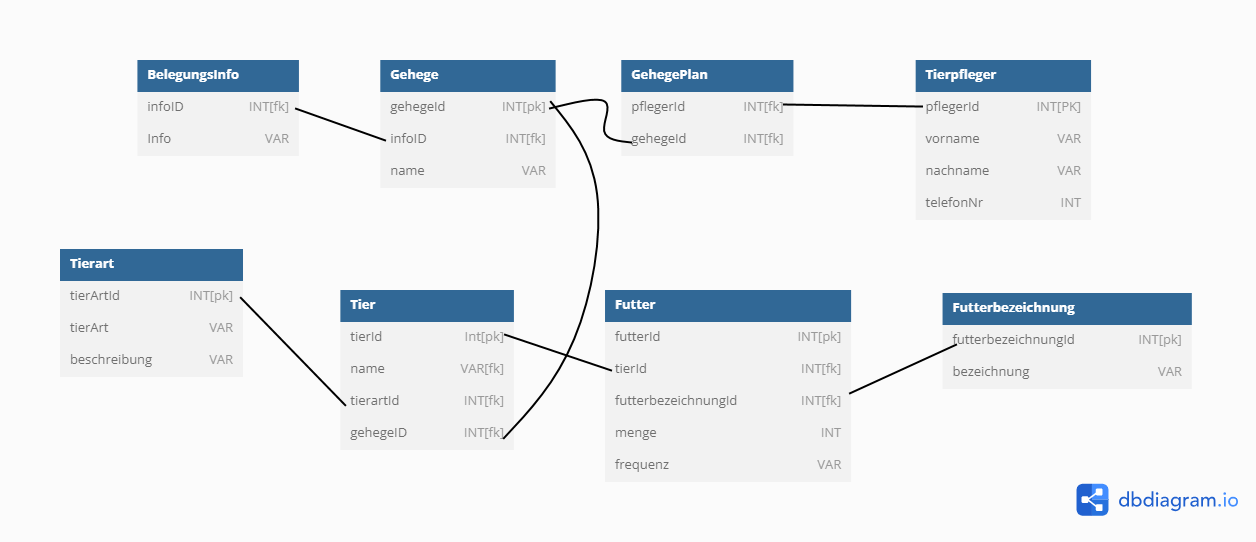 BelegungsInfo
infoID INT[fk]
Info VAR
Gehege
gehegeId INT[pk]
infoID INT[fk]
name VAR
GehegePlan
pflegerId INT[fk]
gehegeId INT[fk]
Tierpfleger
pflegerId INT[PK]
vorname VAR
nachname VAR
telefonNr INT
Tierart
tierArtId INT[pk]
tierArt VAR
beschreibung VAR
Tier
tierId Int[pk]
name VAR[fk]
tierartId INT[fk]
gehegeID INT[fk]
Futter
futterId INT[pk]
tierId INT[fk]
futterbezeichnungId INT[fk]
menge INT
frequenz VAR
Futterbezeichnung
futterbezeichnungId INT[pk]
bezeichnung VAR
dbdiagram.io